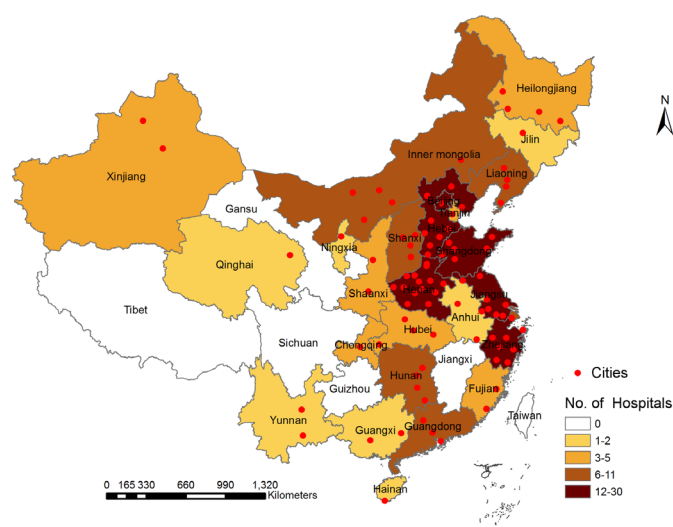 N
Heilongjiang
Jilin
Inner mongolia
Liaoning
Xinjiang
Beijing
Tianjin
Gansu
Hebei
Ningxia
Shanxi
Shangdong
Qinghai
Shaanxi
Henan
Jiangsu
Tibet
Anhui
Hubei
Sichuan
Chongqing
Zhejiang
Jiangxi
Hunan
Guizhou
Fujian
Taiwan
Yunnan
Guangxi
Guangdong
Hainan
Cities
No. of Hospitals
0
1-2
3-5
6-11
12-30
0 165 330 660 990 1,320
Kilometers